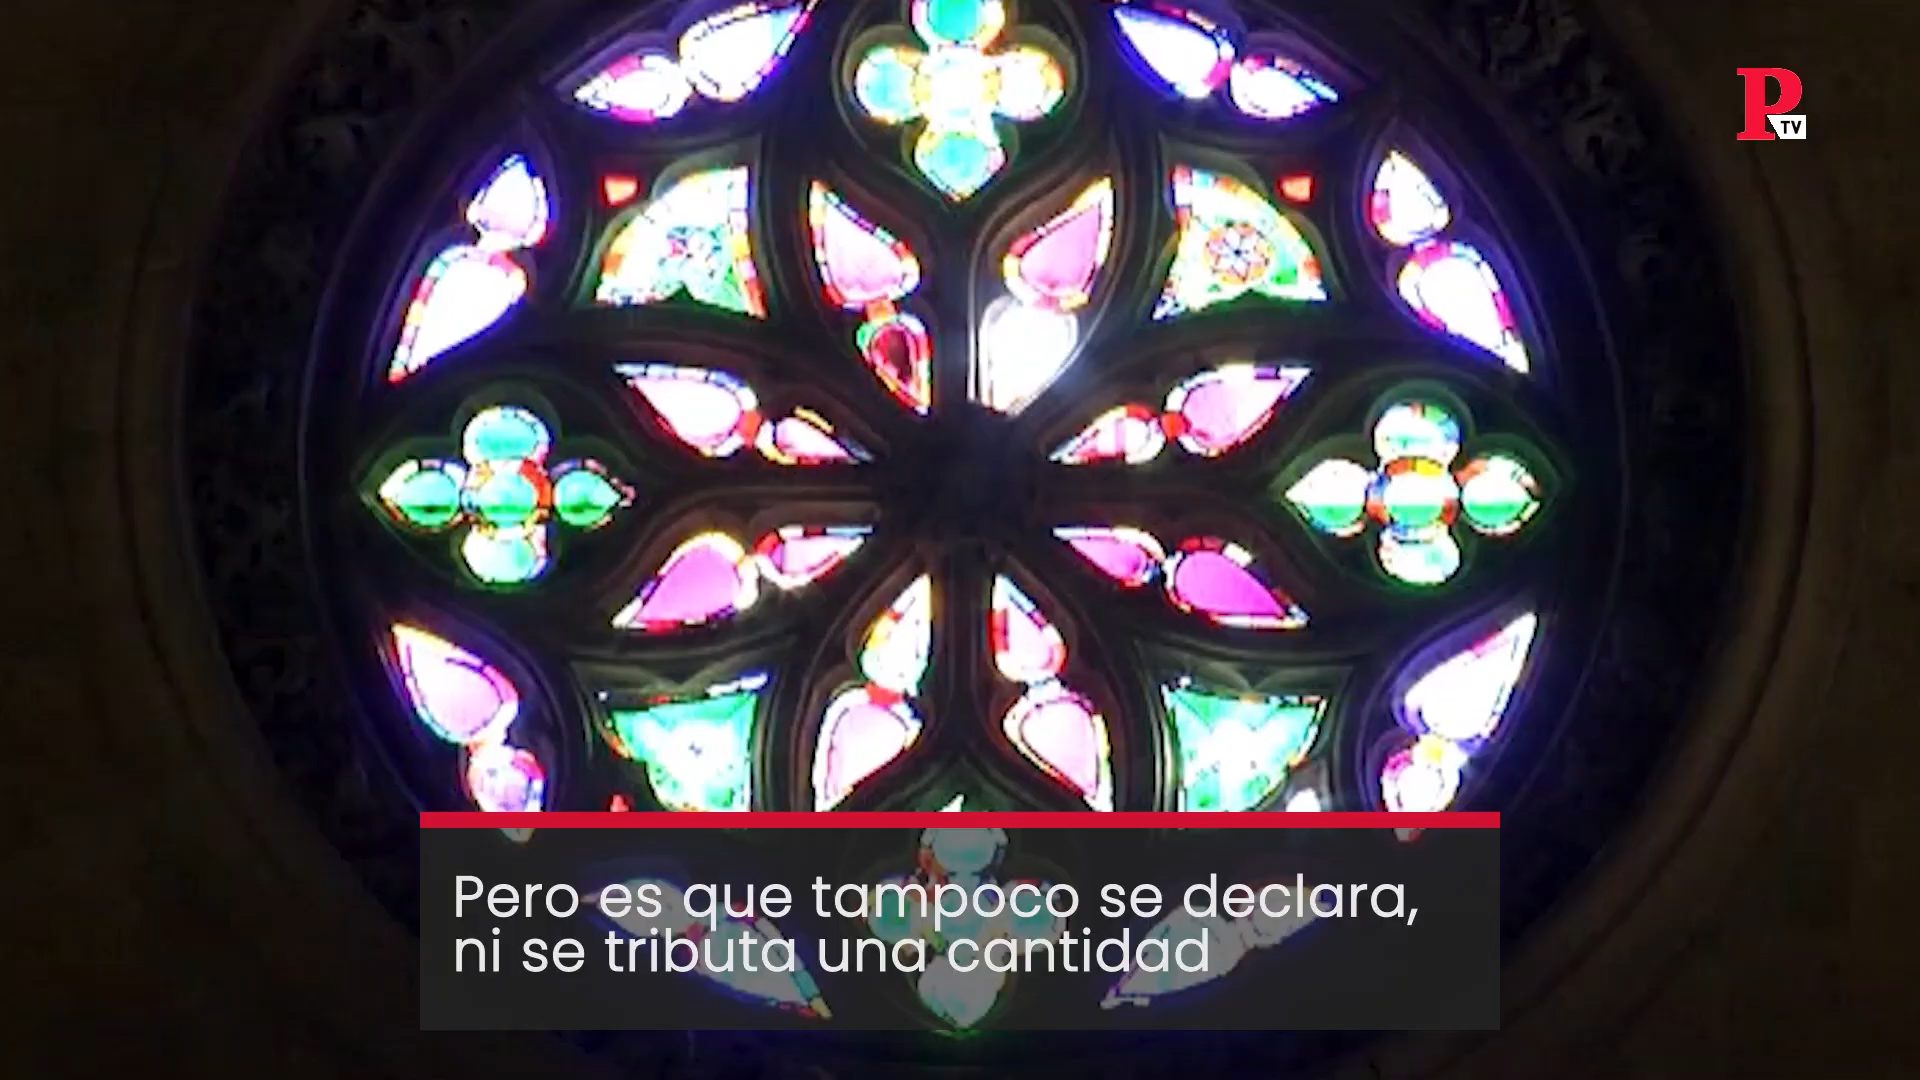 P
TV
Pero es que tampoco se declara,
ni se tributa una cantidad